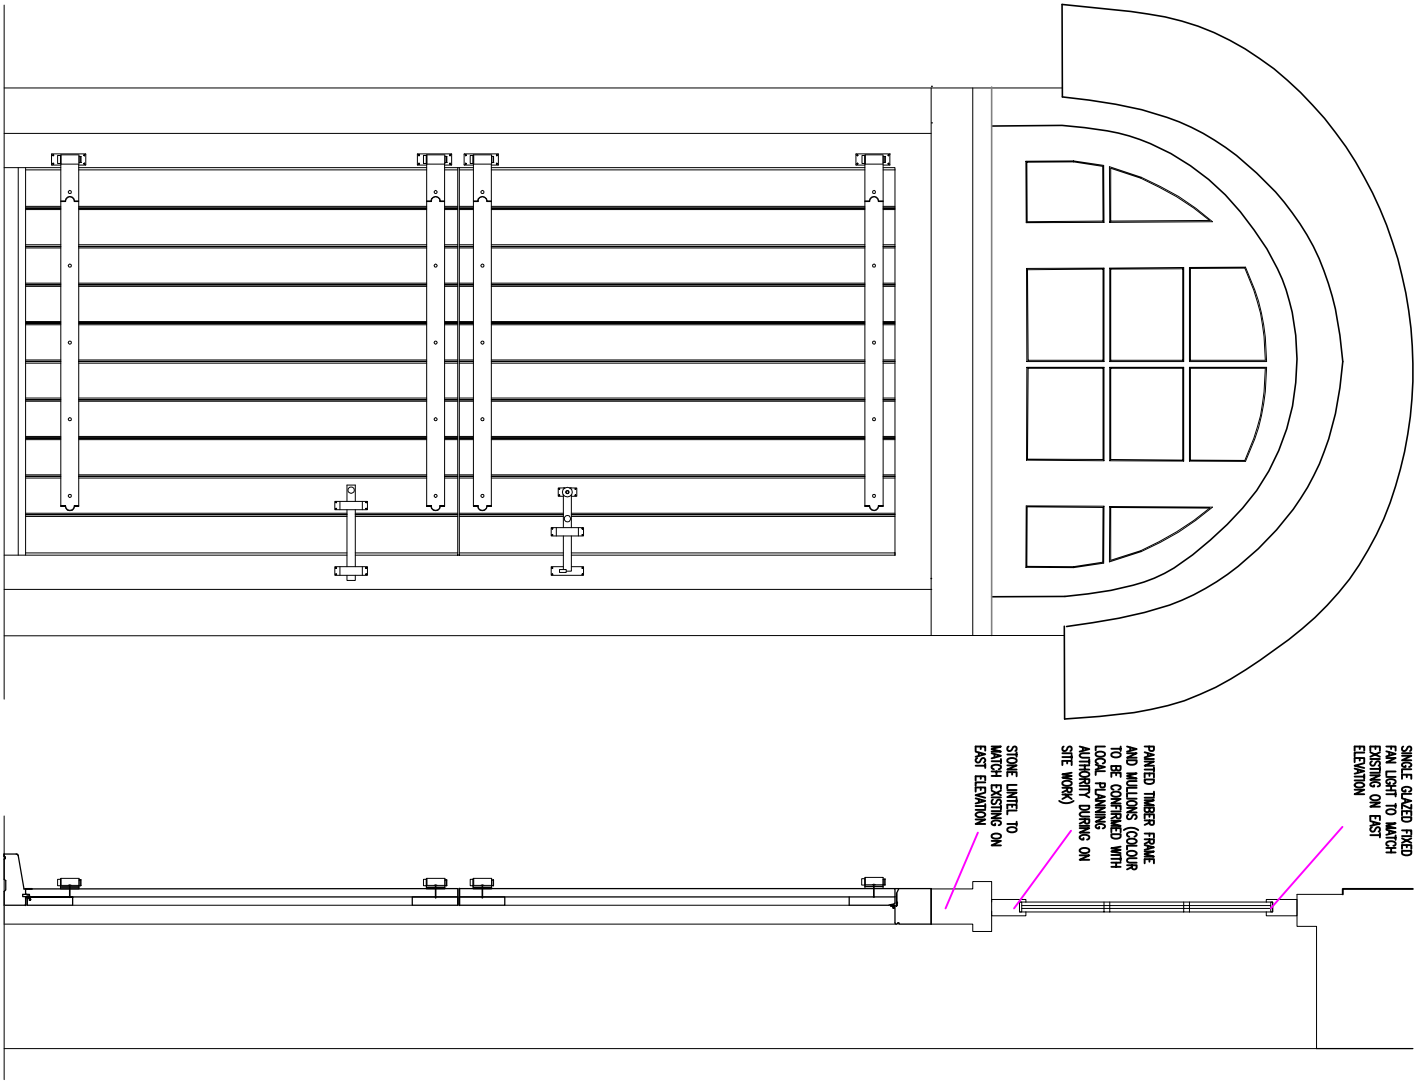 SINGLE GLAZED FIXED
FAN LIGHT TO MATCH
EXISTING ON EAST
ELEVATION
PAINTED TIMBER FRAME
AND MULLIONS (COLOUR
TO BE CONFIRMED WITH
LOCAL PLANNING
AUTHORITY DURING ON
SITE WORK)
STONE LINTEL TO
MATCH EXISTING ON
EAST ELEVATION